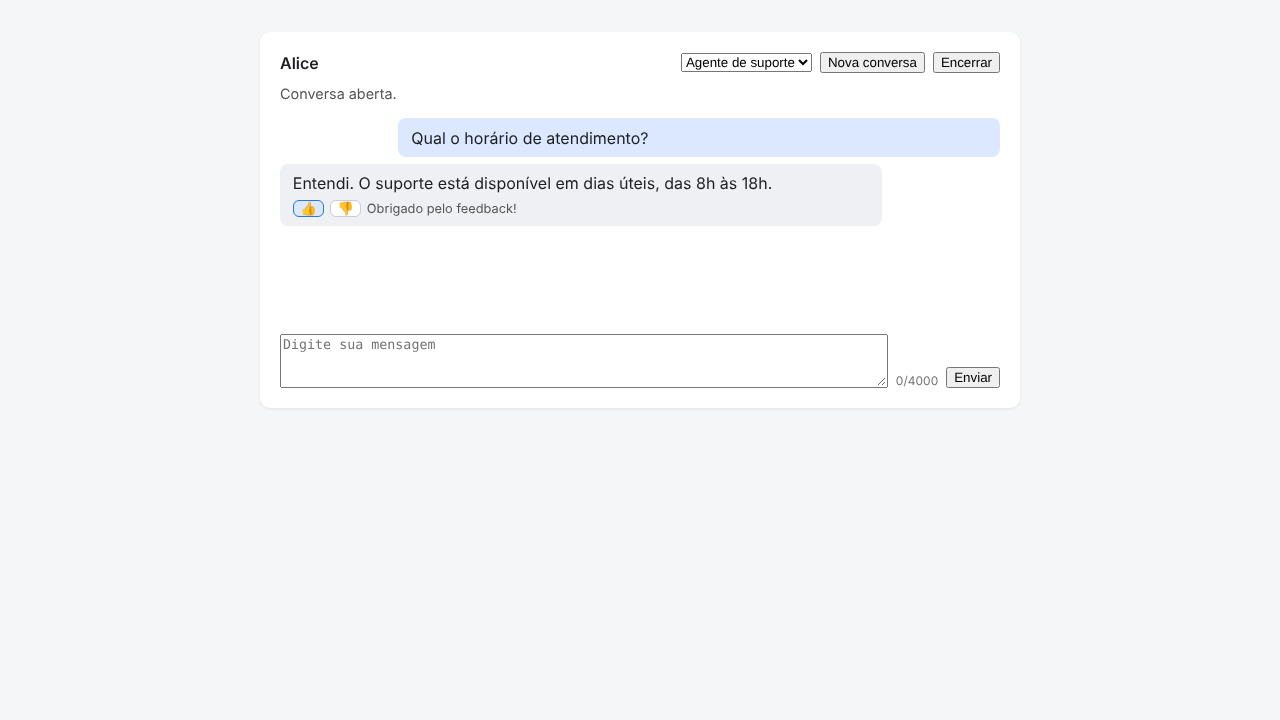 Alice
Agente de suporte
Nova conversa
Encerrar
Conversa aberta.
Qual o horário de atendimento?
Entendi. O suporte está disponível em dias úteis, das 8h às 18h.
👍 👎 Obrigado pelo feedback!
Digite sua mensagem
0/4000
Enviar